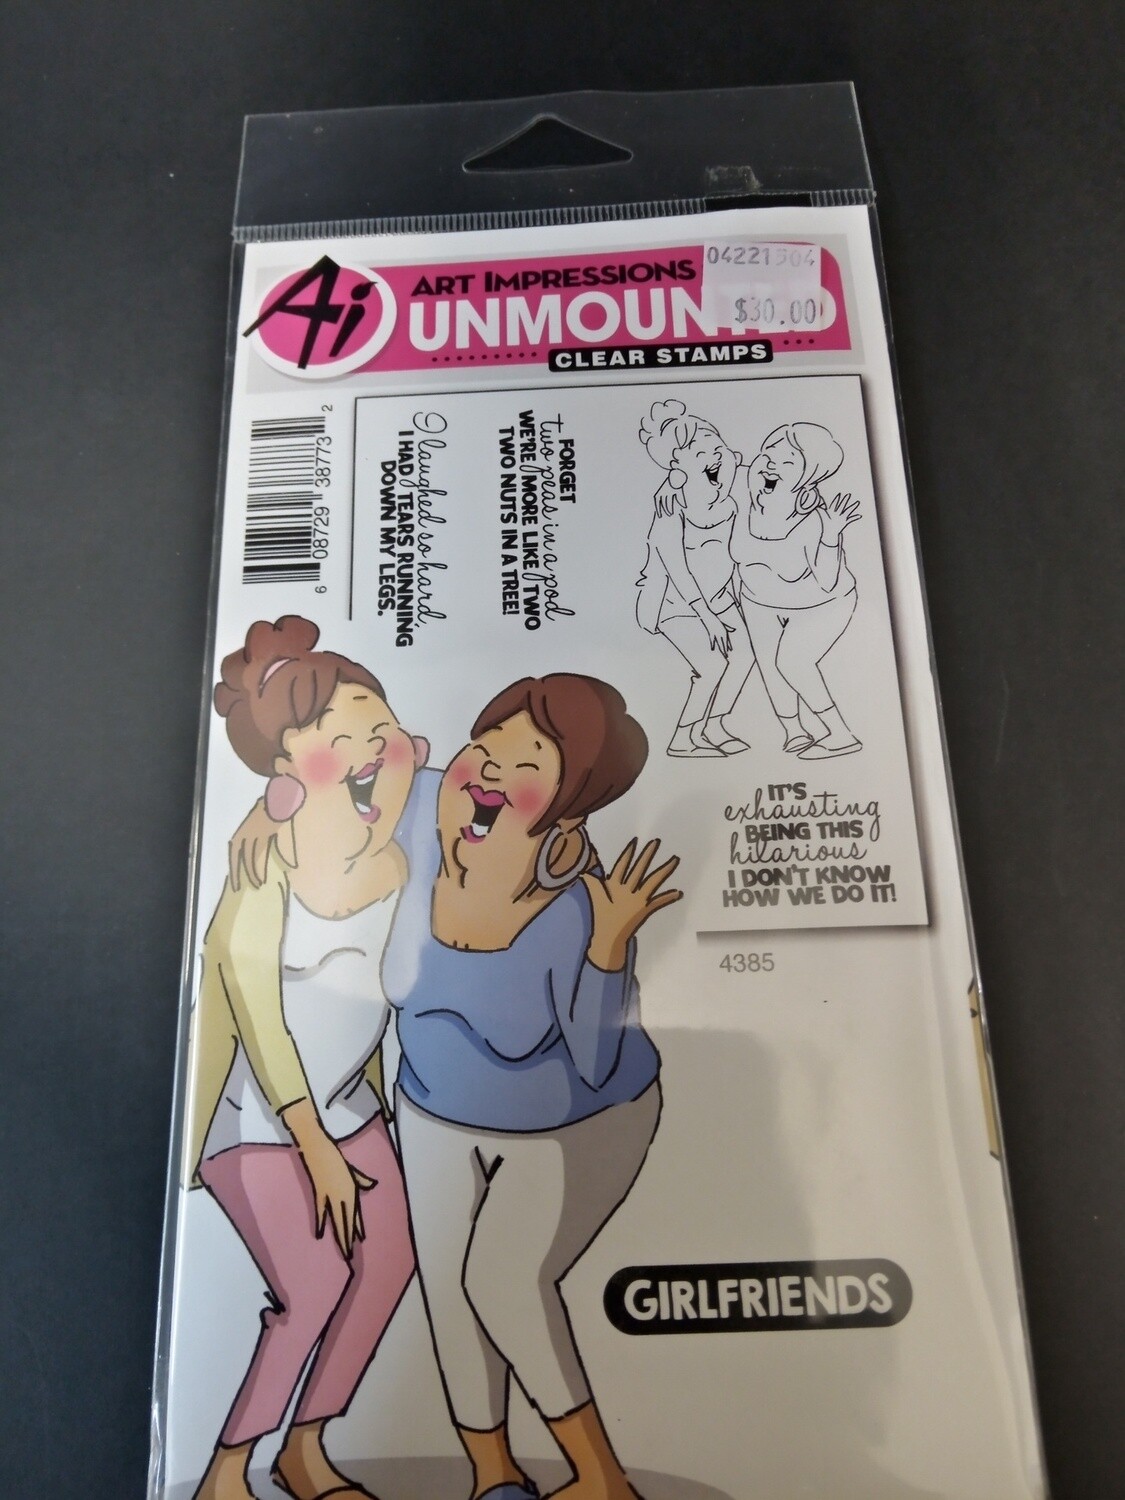 Ai
ART IMPRESSIONS
UNMOUNTED
CLEAR STAMPS
04221504
$30.00
6 08729 38773 2
I laughed so hard,
I HAD TEARS RUNNING
DOWN MY LEGS.
FORGET
two peas in a pod
WE'RE MORE LIKE TWO
TWO NUTS IN A TREE!
IT'S
exhausting
BEING THIS
hilarious
I DON'T KNOW
HOW WE DO IT!
4385
GIRLFRIENDS